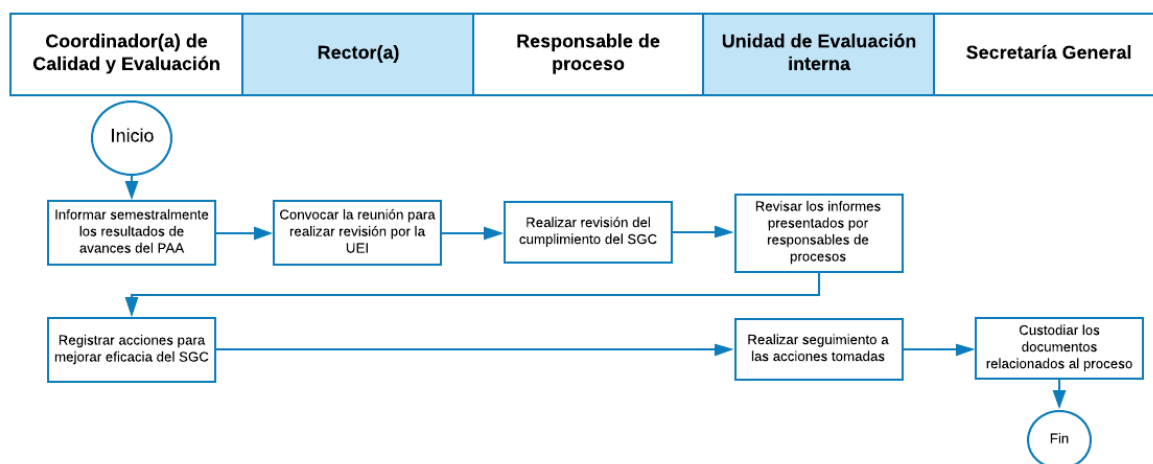 Coordinador(a) de
Calidad y Evaluación
Rector(a)
Responsable de
proceso
Unidad de Evaluación
interna
Secretaría General
Inicio
Informar semestralmente
los resultados de
avances del PAA
Convocar la reunión para
realizar revisión por la
UEI
Realizar revisión del
cumplimiento del SGC
Revisar los informes
presentados por
responsables de
procesos
Registrar acciones para
mejorar eficacia del SGC
Realizar seguimiento a
las acciones tomadas
Custodiar los
documentos
relacionados al proceso
Fin